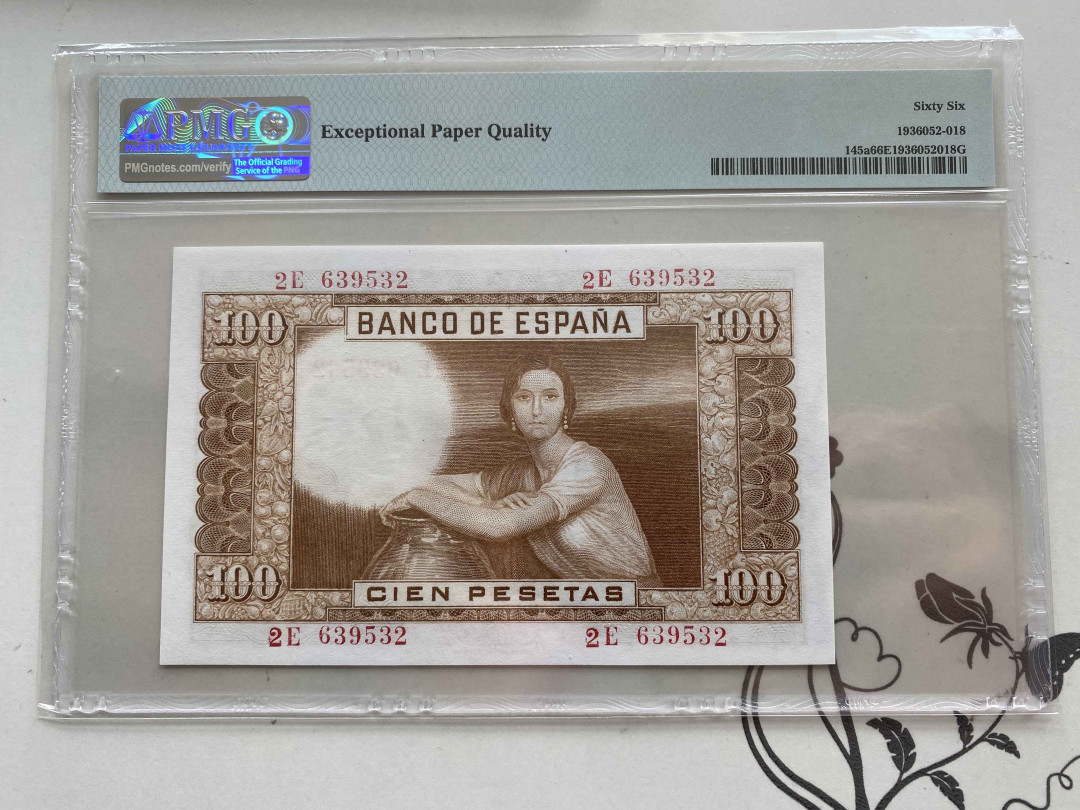 PMG
PMGnotes.com/verify
The Official Grading
Service of the PNG
Exceptional Paper Quality
Sixty Six
1936052-018
145a66E1936052018G
2E 639532 2E 639532
100 BANCO DE ESPAÑA 100
100 CIEN PESETAS 100
2E 639532 2E 639532